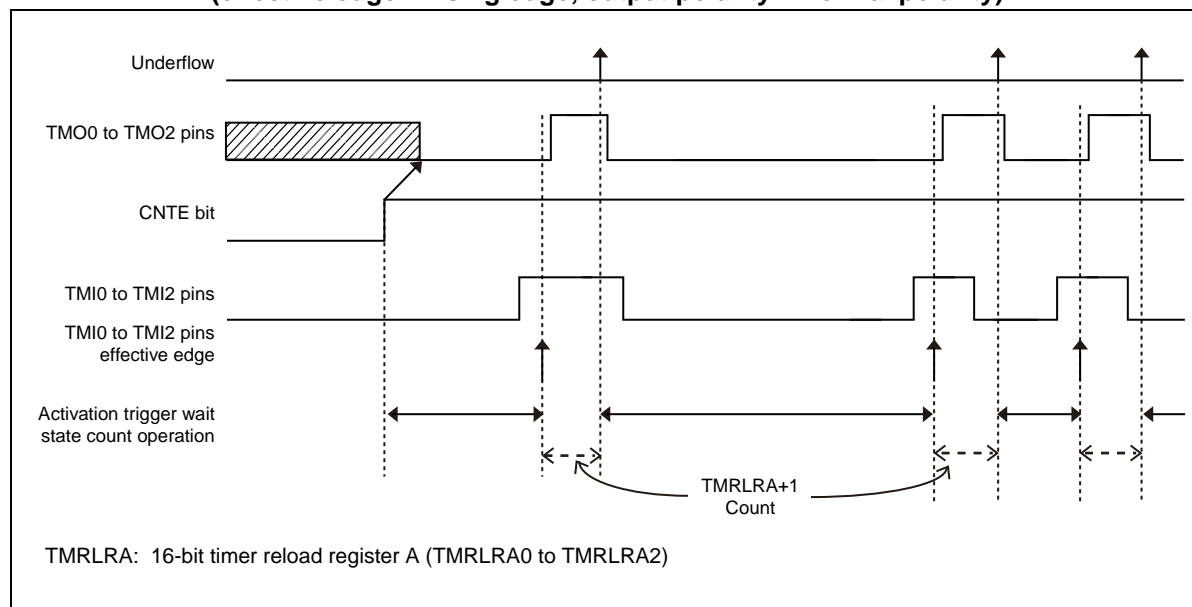 Underflow
TMO0 to TMO2 pins
CNTE bit
TMI0 to TMI2 pins
TMI0 to TMI2 pins
effective edge
Activation trigger wait
state count operation
TMRLRA+1
Count
TMRLRA: 16-bit timer reload register A (TMRLRA0 to TMRLRA2)